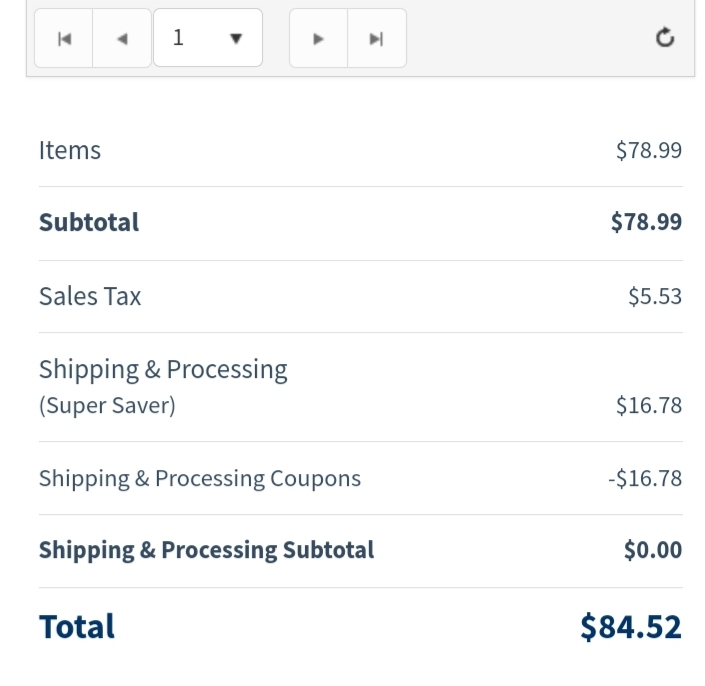 1
Items $78.99
Subtotal $78.99
Sales Tax $5.53
Shipping & Processing
(Super Saver) $16.78
Shipping & Processing Coupons -$16.78
Shipping & Processing Subtotal $0.00
Total $84.52